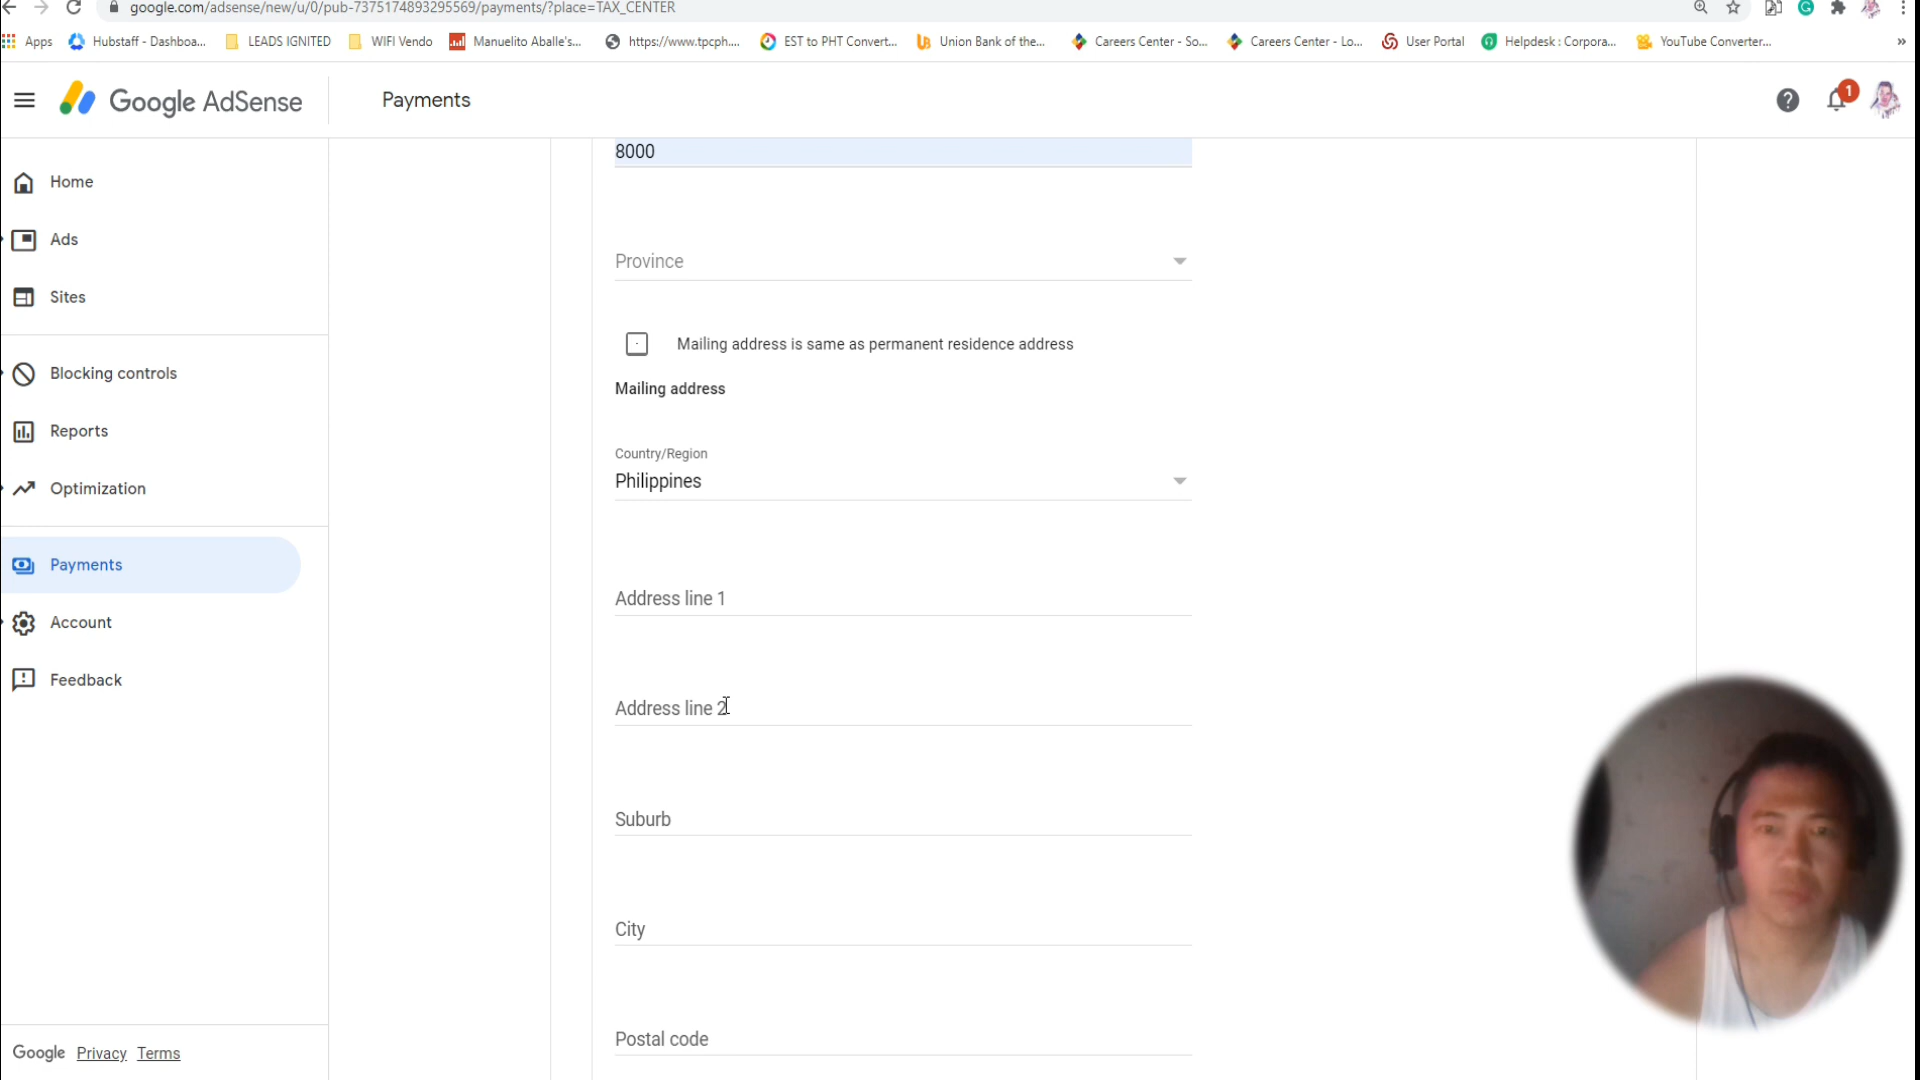 google.com/adsense/new/u/0/pub-7375174893295569/payments/?place=TAX_CENTER
Apps
Hubstaff - Dashboa...
LEADS IGNITED
WIFI Vendo
Manuelito Aballe's...
https://www.tpcph....
EST to PHT Convert...
Union Bank of the...
Careers Center - So...
Careers Center - Lo...
User Portal
Helpdesk : Corpora...
YouTube Converter...
»
Google AdSense
Payments
1
8000
Home
Ads
Sites
Blocking controls
Reports
Optimization
Payments
Account
Feedback
Province
Mailing address is same as permanent residence address
Mailing address
Country/Region
Philippines
Address line 1
Address line 2
Suburb
City
Postal code
Google Privacy Terms